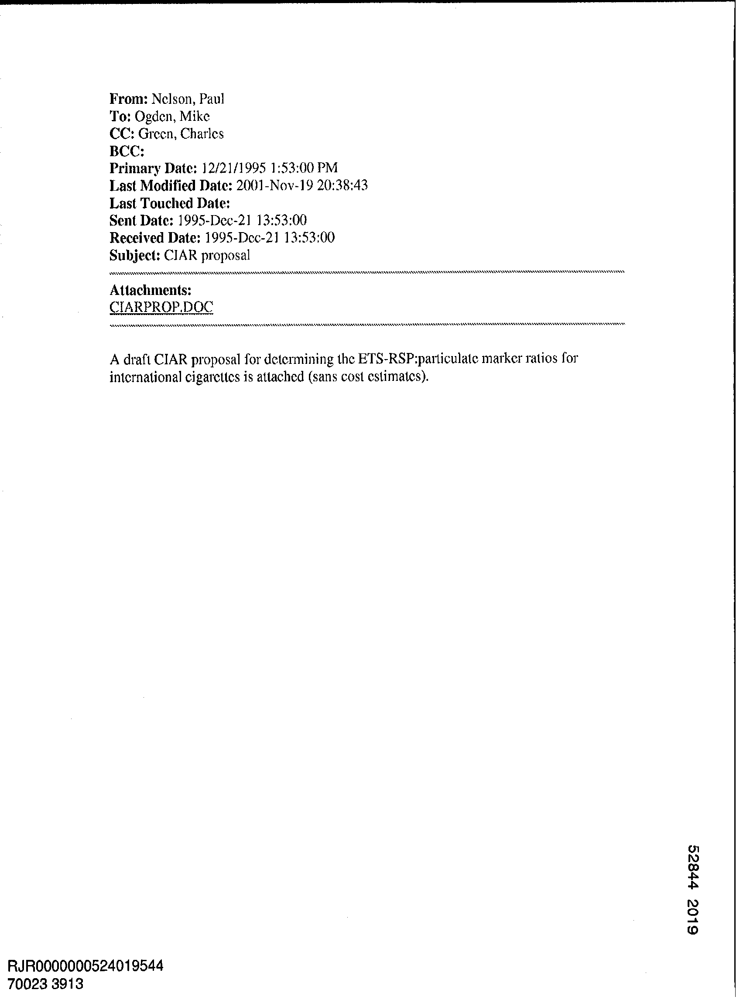 From: Nelson, Paul
To: Ogden, Mike
CC: Green, Charles
BCC:
Primary Date: 12/21/1995 1:53:00 PM
Last Modified Date: 2001-Nov-19 20:38:43
Last Touched Date:
Sent Date: 1995-Dec-21 13:53:00
Received Date: 1995-Dec-21 13:53:00
Subject: CIAR proposal
Attachments:
CIARPROP.DOC
A draft CIAR proposal for determining the ETS-RSP:particulate marker ratios for
international cigarettes is attached (sans cost estimates).
52844 2019
RJR0000000524019544
70023 3913